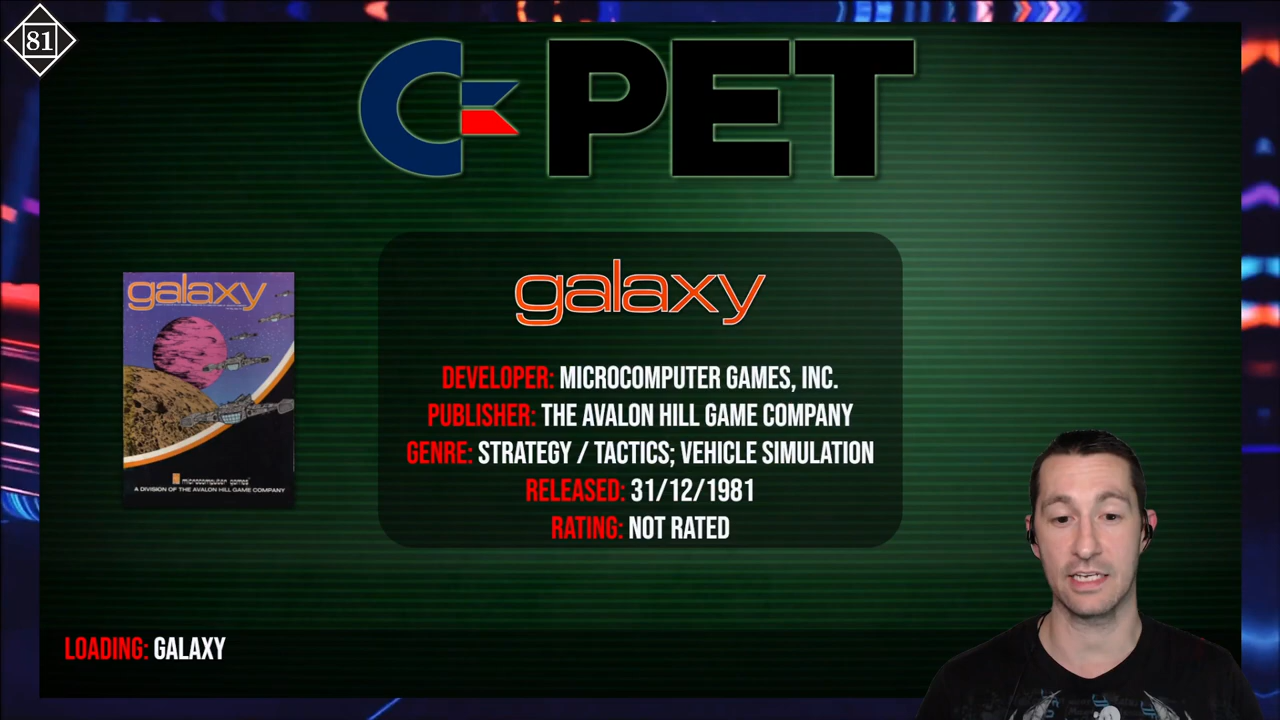 81
PET
galaxy
DEVELOPER: MICROCOMPUTER GAMES, INC.
PUBLISHER: THE AVALON HILL GAME COMPANY
GENRE: STRATEGY / TACTICS; VEHICLE SIMULATION
RELEASED: 31/12/1981
RATING: NOT RATED
galaxy
microcomputer games
A DIVISION OF THE AVALON HILL GAME COMPANY
LOADING: GALAXY